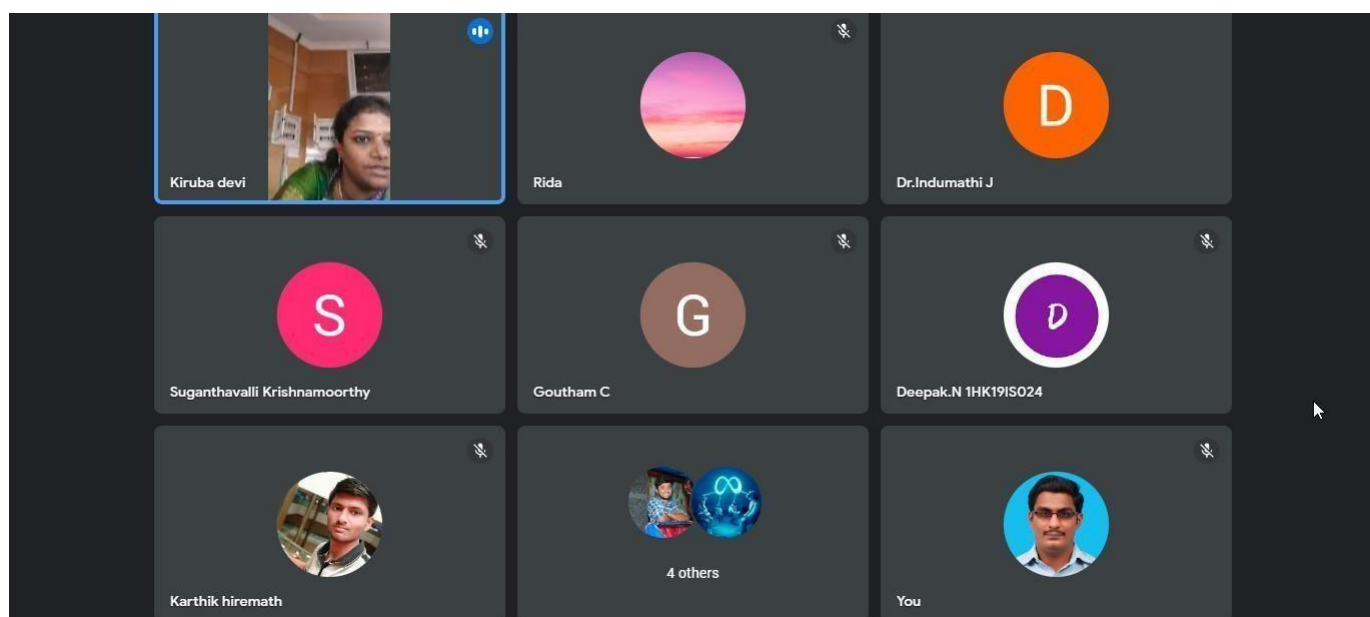 Kiruba devi
Rida
D
Dr.Indumathi J
S
Suganthavalli Krishnamoorthy
G
Goutham C
D
Deepak.N 1HK19IS024
Karthik hiremath
4 others
You